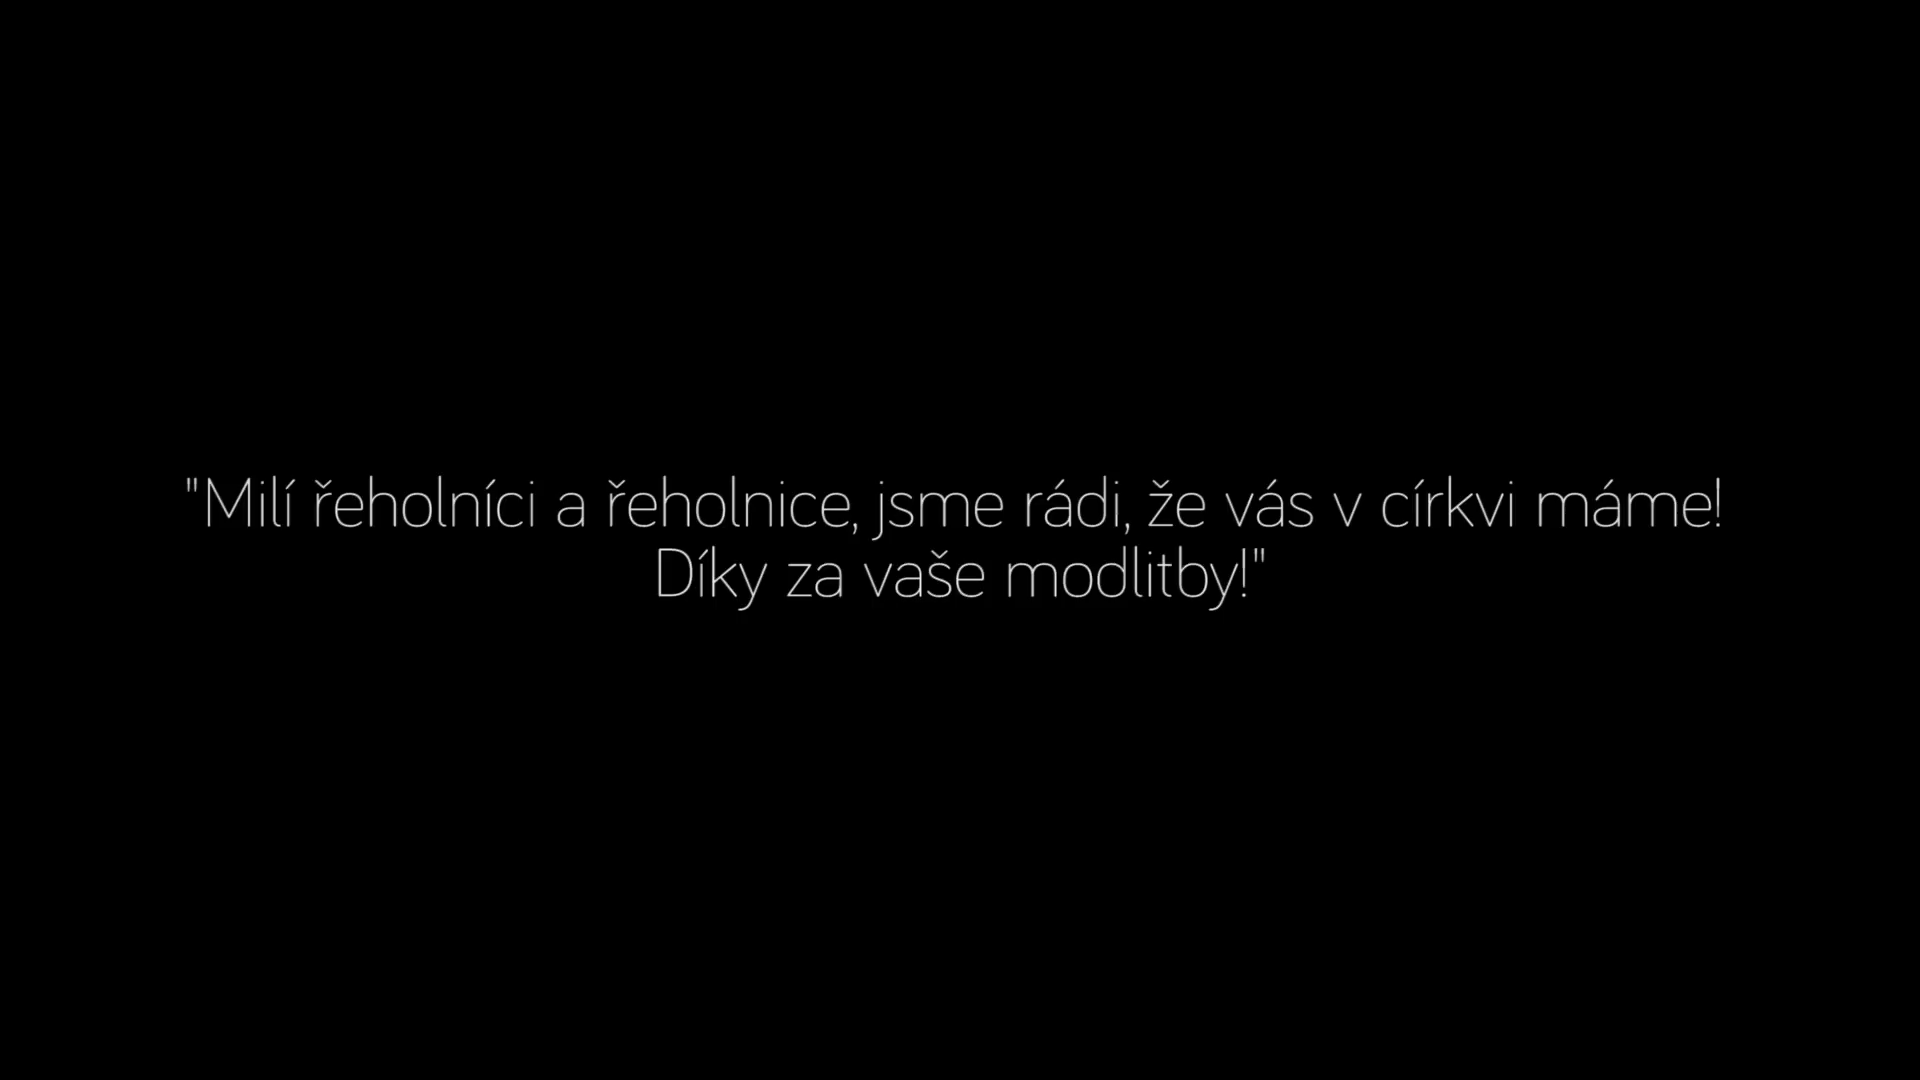 "Milí řeholníci a řeholnice, jsme rádi, že vás v církvi máme!
Díky za vaše modlitby!"